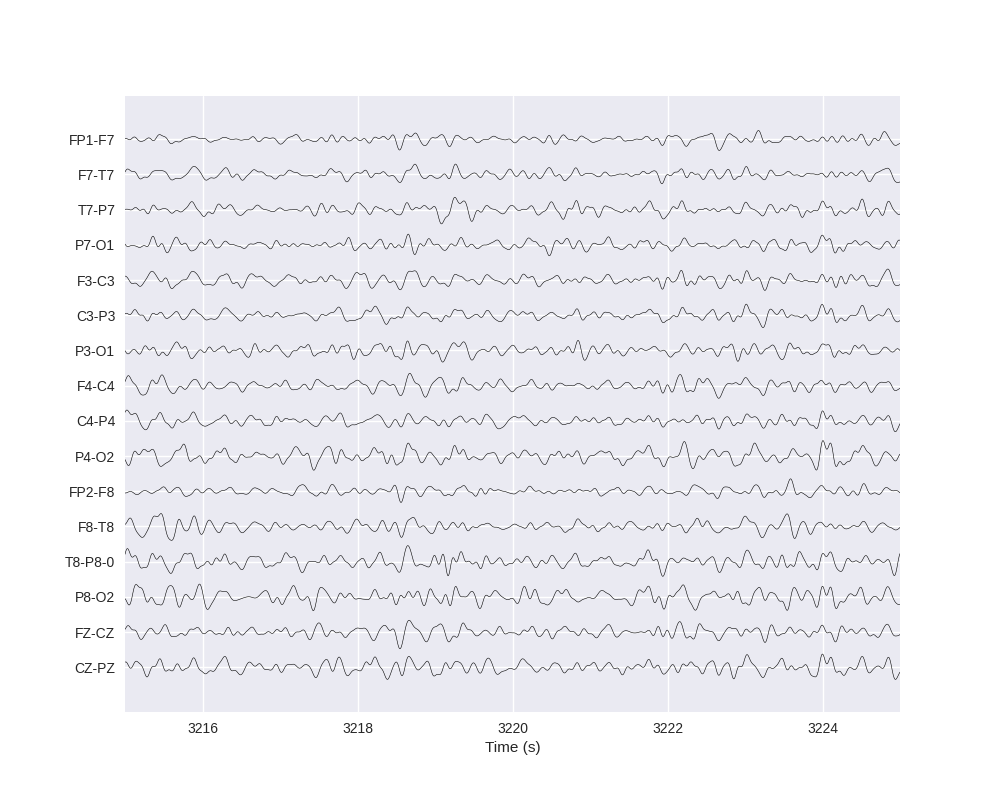 FP1-F7
F7-T7
T7-P7
P7-O1
F3-C3
C3-P3
P3-O1
F4-C4
C4-P4
P4-O2
FP2-F8
F8-T8
T8-P8-0
P8-O2
FZ-CZ
CZ-PZ
3216 3218 3220 3222 3224
Time (s)